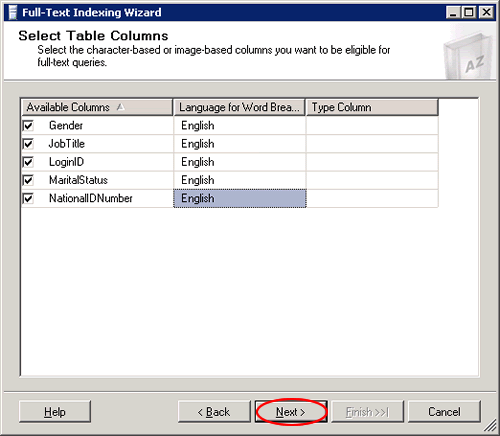 Full-Text Indexing Wizard
Select Table Columns
Select the character-based or image-based columns you want to be eligible for
full-text queries.
AZ
Available Columns Language for Word Brea... Type Column
Gender English
JobTitle English
LoginID English
MaritalStatus English
NationalIDNumber English
Help < Back Next > Finish >>| Cancel